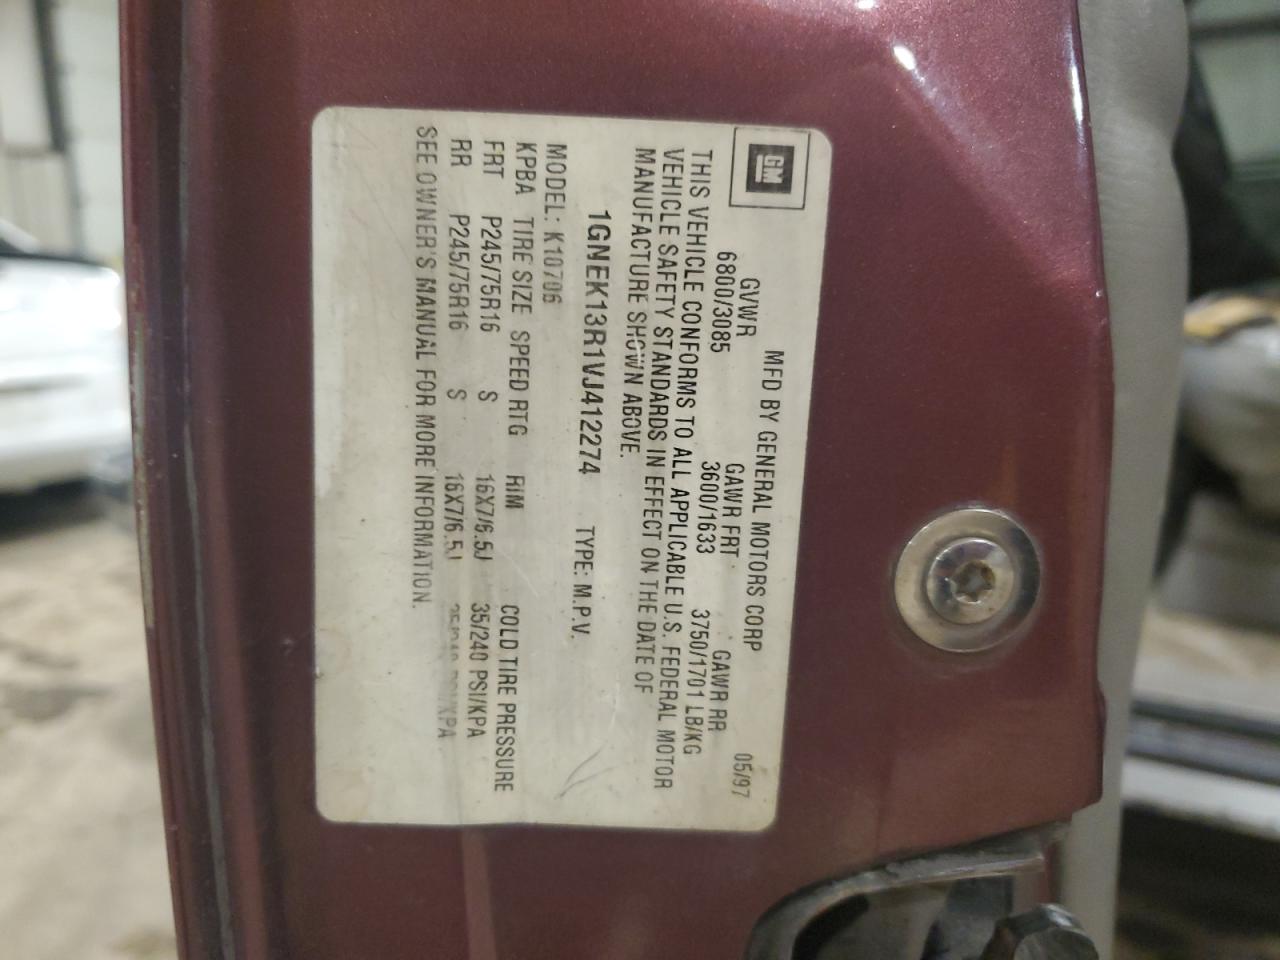 GM
MFD BY GENERAL MOTORS CORP 05/97
GVWR GAWR FRT GAWR RR
6800/3085 3600/1633 3750/1701 LB/KG
THIS VEHICLE CONFORMS TO ALL APPLICABLE U.S. FEDERAL MOTOR
VEHICLE SAFETY STANDARDS IN EFFECT ON THE DATE OF
MANUFACTURE SHOWN ABOVE.
1GNEK13R1VJ412274 TYPE: M.P.V.
MODEL: K10706
KPBA TIRE SIZE SPEED RTG RIM COLD TIRE PRESSURE
FRT P245/75R16 S 16X7/6.5J 35/240 PSI/KPA
RR P245/75R16 S 16X7/6.5J 35/240 PSI/KPA
SEE OWNER'S MANUAL FOR MORE INFORMATION.